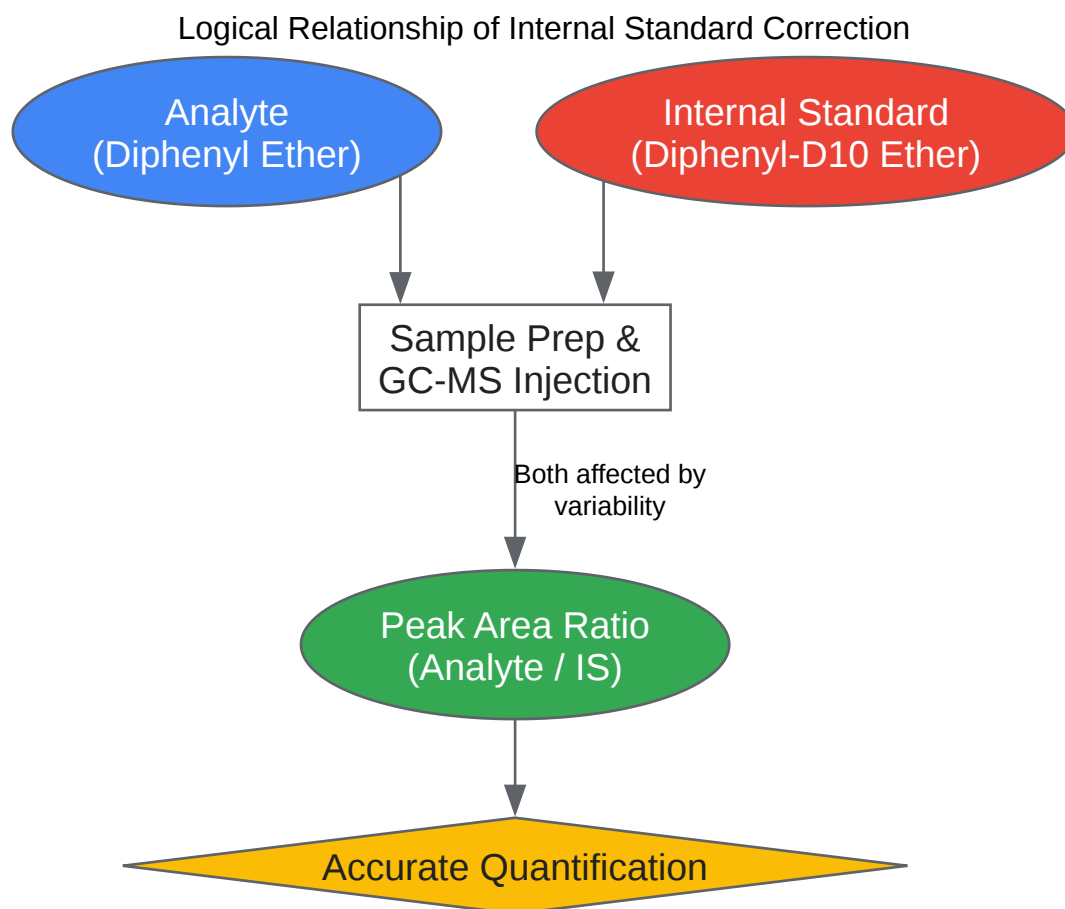 Logical Relationship of Internal Standard Correction
Analyte
(Diphenyl Ether)
Internal Standard
(Diphenyl-D10 Ether)
Sample Prep &
GC-MS Injection
Both affected by
variability
Peak Area Ratio
(Analyte / IS)
Accurate Quantification